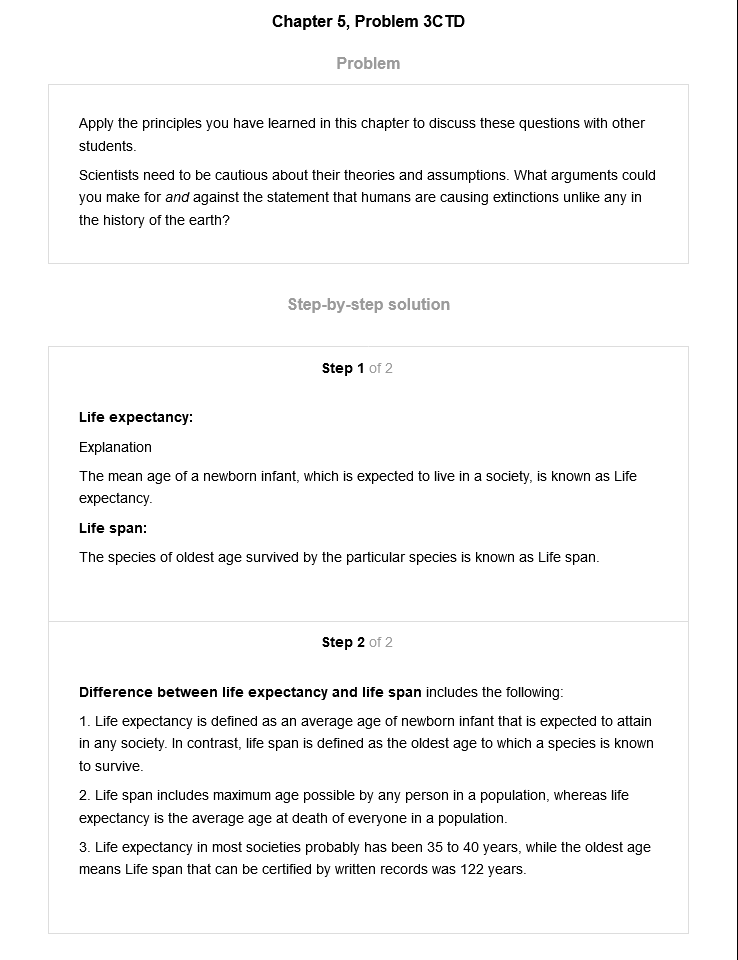 Chapter 5, Problem 3CTD
Problem
Apply the principles you have learned in this chapter to discuss these questions with other
students.
Scientists need to be cautious about their theories and assumptions. What arguments could
you make for and against the statement that humans are causing extinctions unlike any in
the history of the earth?
Step-by-step solution
Step 1 of 2
Life expectancy:
Explanation
The mean age of a newborn infant, which is expected to live in a society, is known as Life
expectancy.
Life span:
The species of oldest age survived by the particular species is known as Life span.
Step 2 of 2
Difference between life expectancy and life span includes the following:
1. Life expectancy is defined as an average age of newborn infant that is expected to attain
in any society. In contrast, life span is defined as the oldest age to which a species is known
to survive.
2. Life span includes maximum age possible by any person in a population, whereas life
expectancy is the average age at death of everyone in a population.
3. Life expectancy in most societies probably has been 35 to 40 years, while the oldest age
means Life span that can be certified by written records was 122 years.